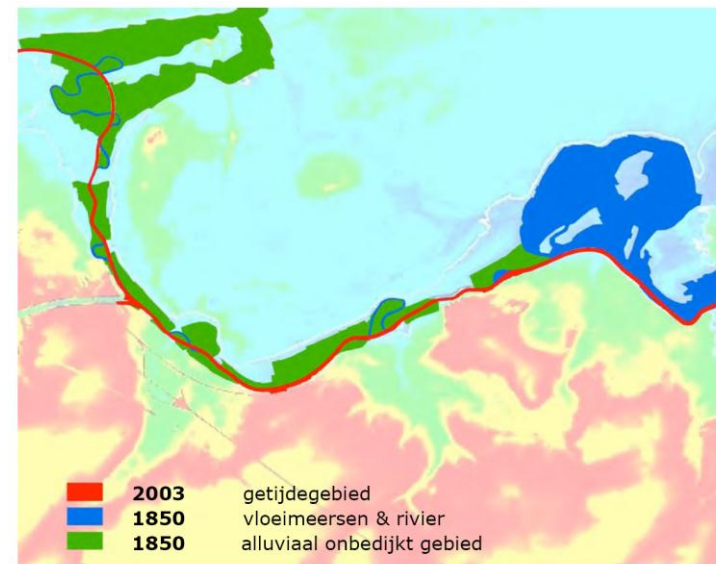 2003 getijdegebied
1850 vloeimeersen & rivier
1850 alluviaal onbedijkt gebied